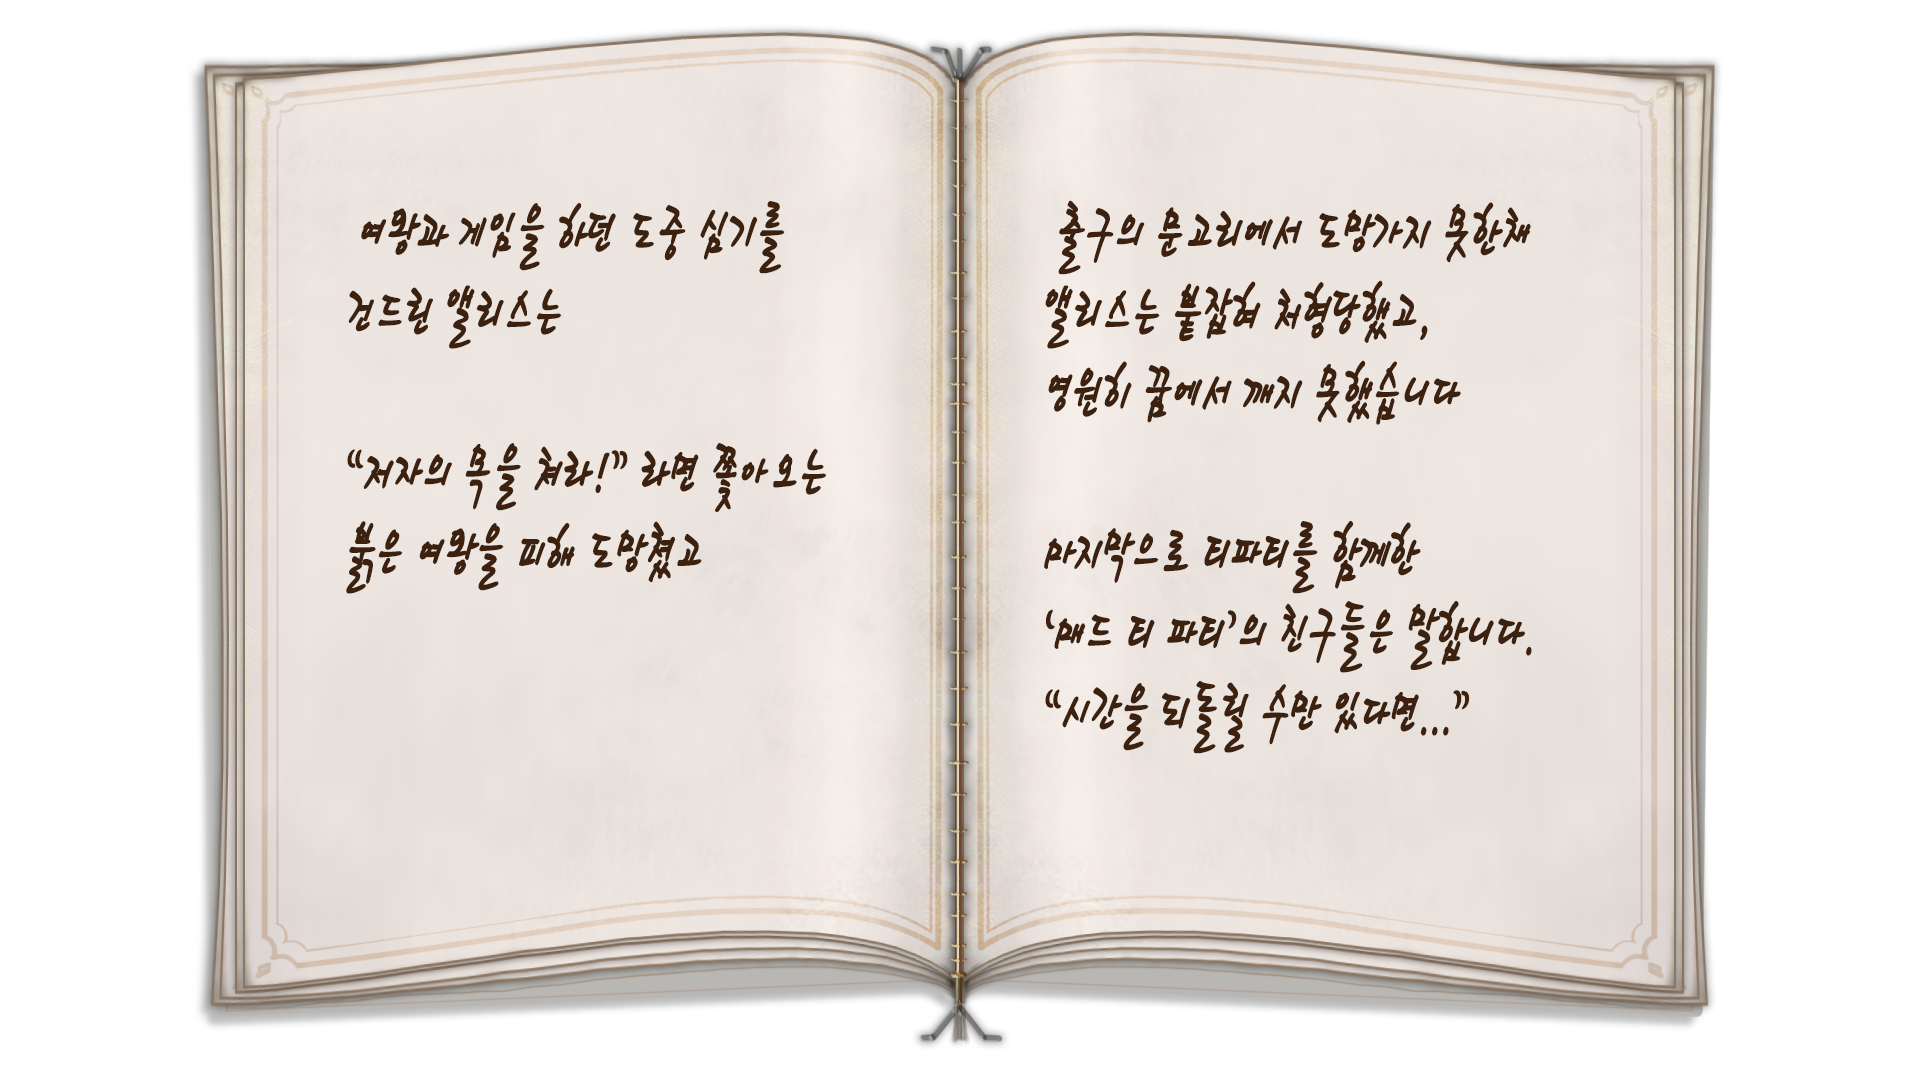 여왕과 게임을 하던 도중 심기를
건드린 앨리스는
“저자의 목을 쳐라!” 라면 쫓아오는
붉은 여왕을 피해 도망쳤고
출구의 문고리에서 도망가지 못한채
앨리스는 붙잡혀 처형당했고,
영원히 꿈에서 깨지 못했습니다
마지막으로 티파티를 함께한
‘매드 티 파티’의 친구들은 말합니다.
“시간을 되돌릴 수만 있다면...”